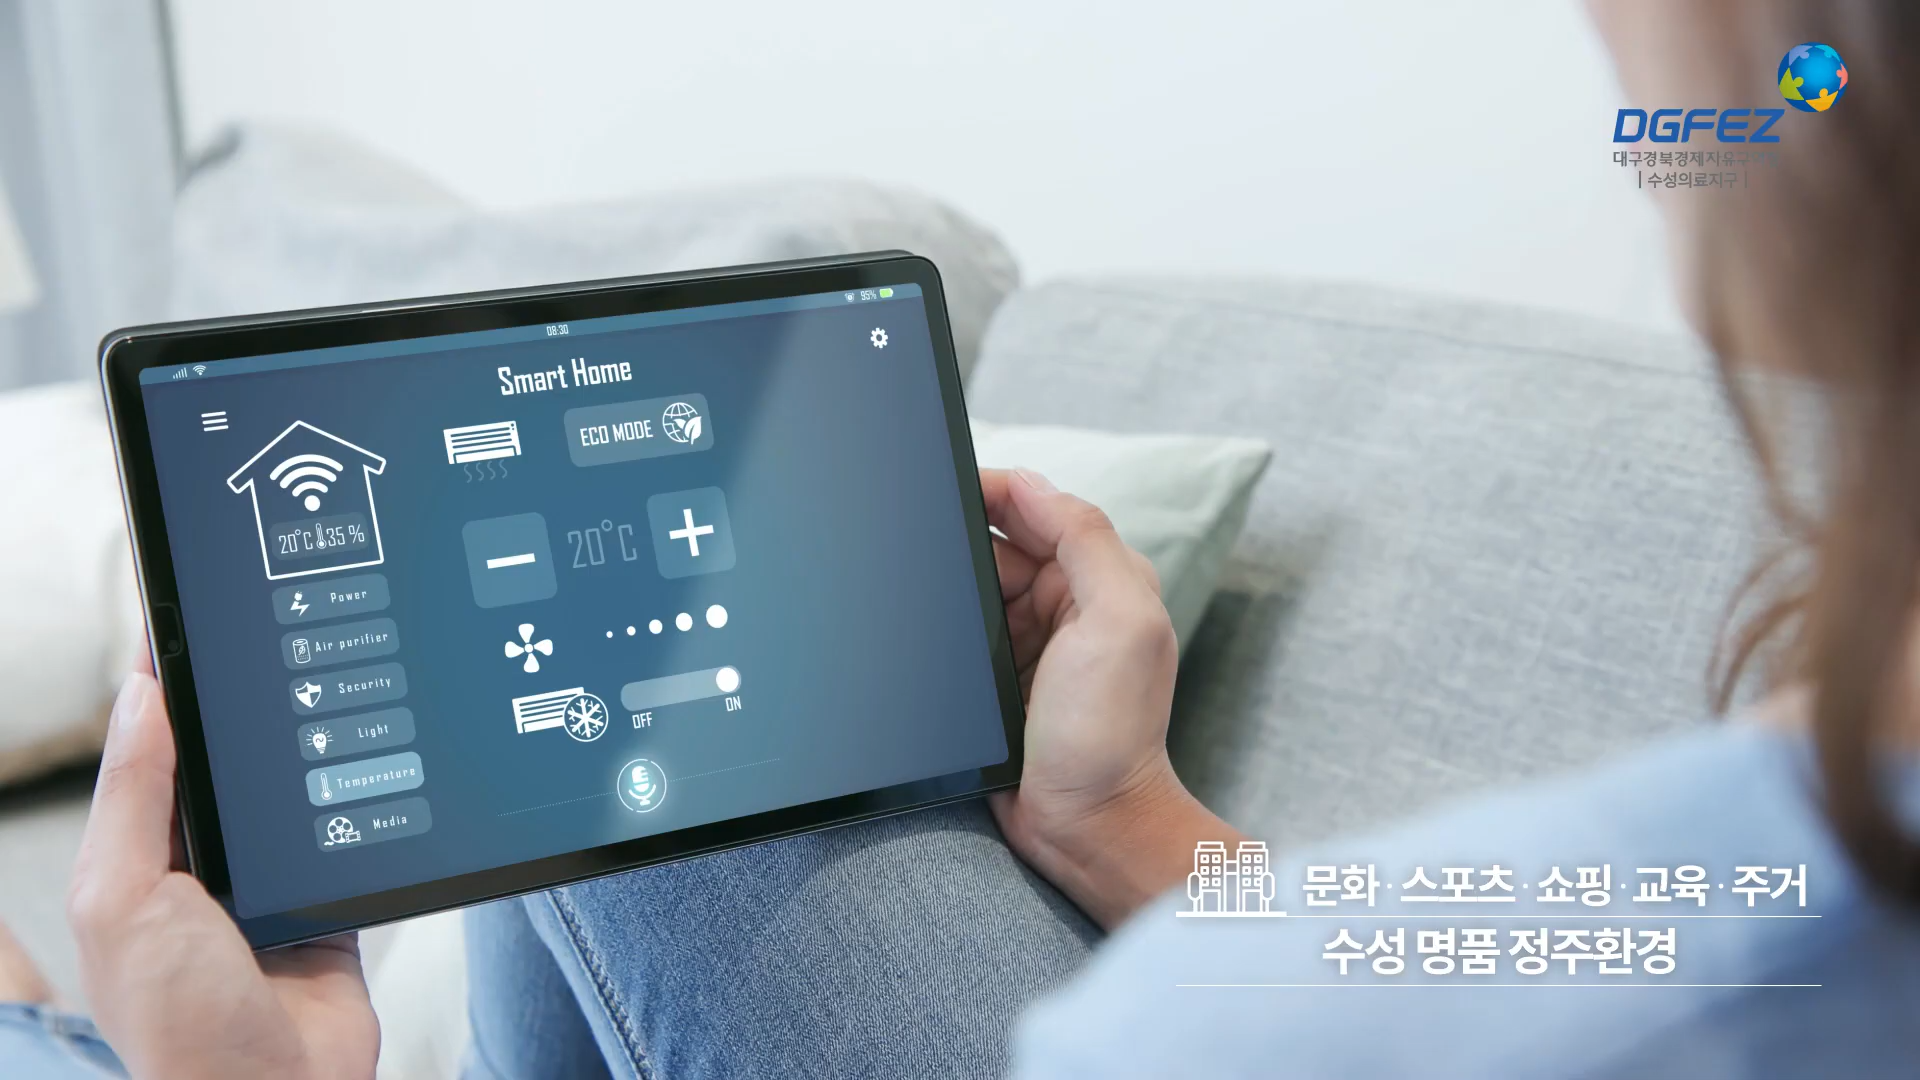 DGFEZ
대구경북경제자유구역청
| 수성의료지구 |
08:30
95%
Smart Home
ECO MODE
20°C 35 %
20°C
Power
Air purifier
Security
Light
Temperature
Media
OFF
ON
문화·스포츠·쇼핑·교육·주거
수성 명품 정주환경